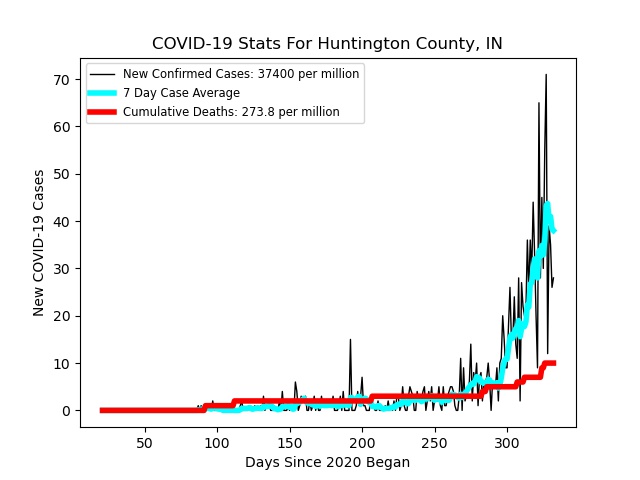 COVID-19 Stats For Huntington County, IN
New Confirmed Cases: 37400 per million
7 Day Case Average
Cumulative Deaths: 273.8 per million
New COVID-19 Cases
70
60
50
40
30
20
10
0
50 100 150 200 250 300
Days Since 2020 Began